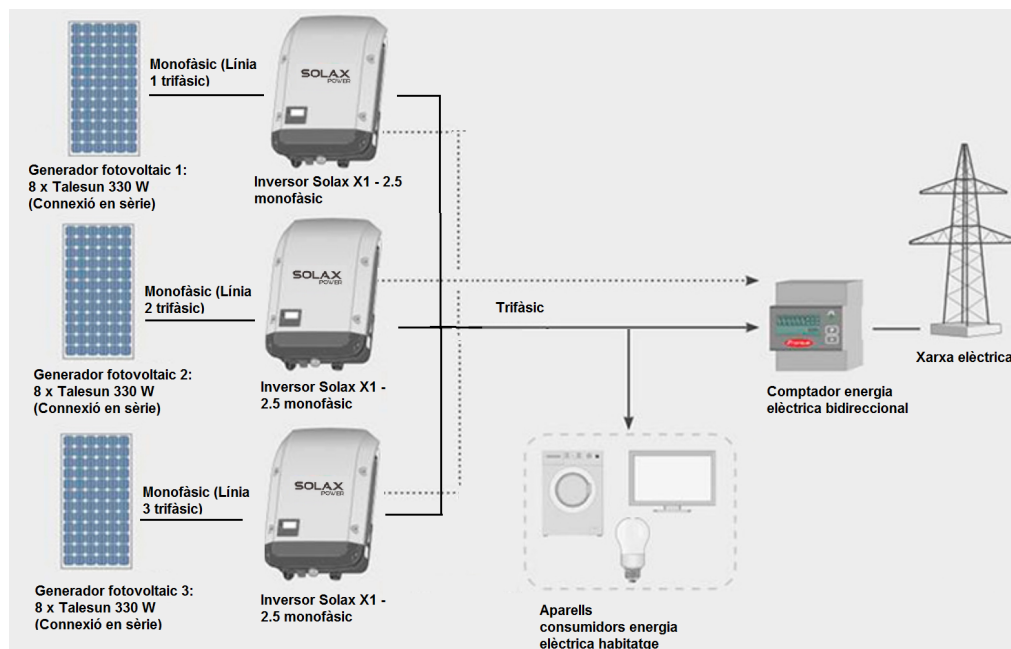 Monofàsic (Línia
1 trifàsic)
SOLAX
POWER
Generador fotovoltaic 1:
8 x Talesun 330 W
(Connexió en sèrie)
Inversor Solax X1 - 2.5
monofàsic
Monofàsic (Línia
2 trifàsic)
SOLAX
POWER
Trifàsic
Generador fotovoltaic 2:
8 x Talesun 330 W
(Connexió en sèrie)
Inversor Solax X1 -
2.5 monofàsic
Fronius
Comptador energia
elèctrica bidireccional
Xarxa elèctrica
Monofàsic (Línia
3 trifàsic)
SOLAX
POWER
Generador fotovoltaic 3:
8 x Talesun 330 W
(Connexió en sèrie)
Inversor Solax X1 -
2.5 monofàsic
Aparells
consumidors energia
elèctrica habitatge